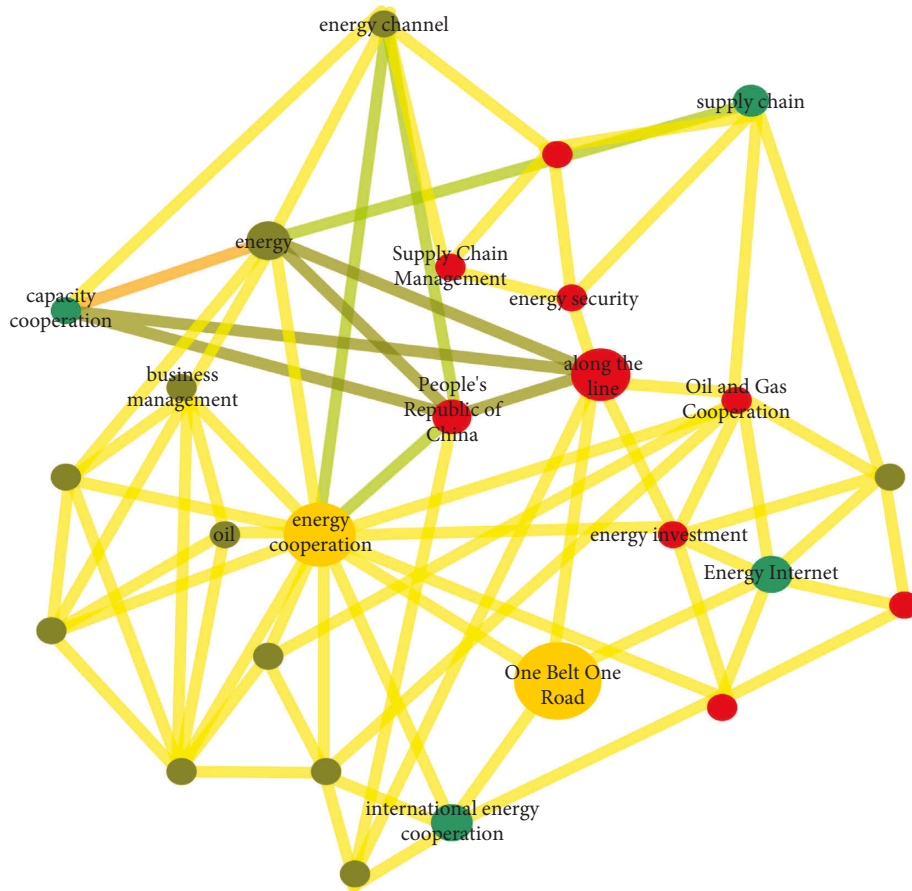 energy channel
supply chain
energy
Supply Chain
Management
energy security
capacity
cooperation
business
management
People's
Republic of
China
along the
line
Oil and Gas
Cooperation
energy
cooperation
oil
energy investment
Energy Internet
One Belt One
Road
international energy
cooperation